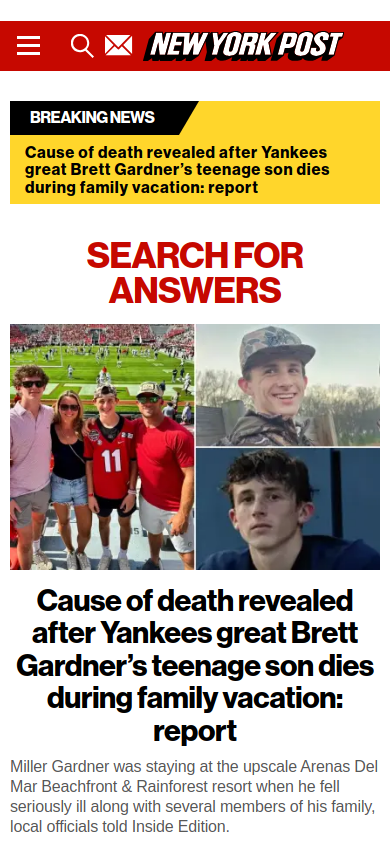 NEW YORK POST
BREAKING NEWS
Cause of death revealed after Yankees
great Brett Gardner’s teenage son dies
during family vacation: report
SEARCH FOR
ANSWERS
11
Cause of death revealed
after Yankees great Brett
Gardner’s teenage son dies
during family vacation:
report
Miller Gardner was staying at the upscale Arenas Del
Mar Beachfront & Rainforest resort when he fell
seriously ill along with several members of his family,
local officials told Inside Edition.